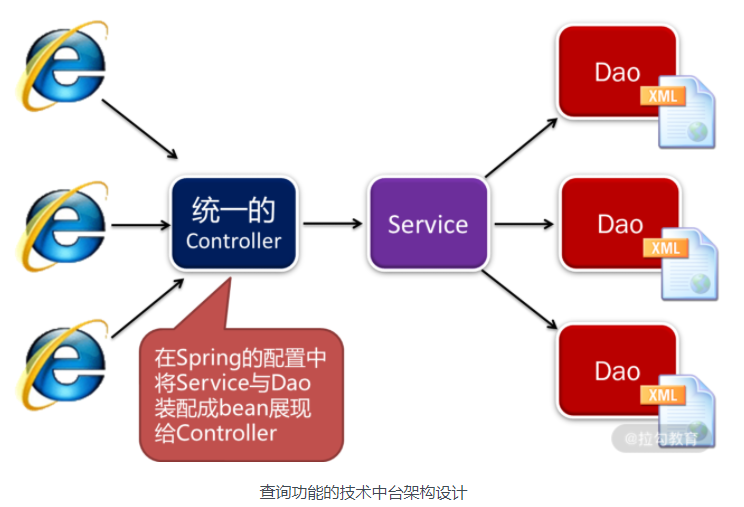 Dao
XML
统一的
Controller
Service
Dao
XML
在Spring的配置中
将Service与Dao
装配成bean展现
给Controller
Dao
XML
@拉勾教育
查询功能的技术中台架构设计